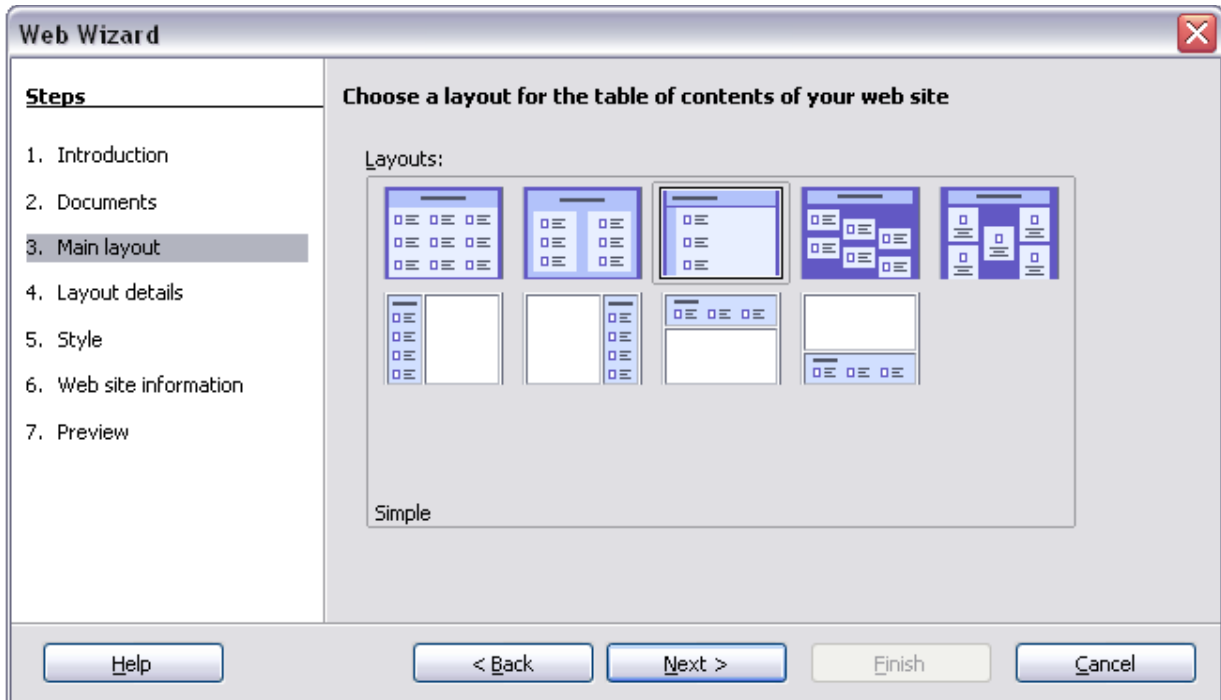 Web Wizard
Steps
1. Introduction
2. Documents
3. Main layout
4. Layout details
5. Style
6. Web site information
7. Preview
Choose a layout for the table of contents of your web site
Layouts:
Simple
Help
< Back
Next >
Finish
Cancel